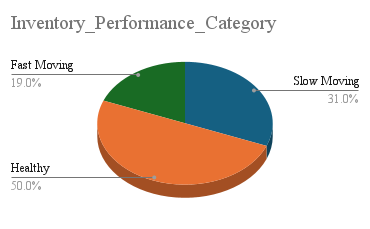 Inventory_Performance_Category
Fast Moving
19.0%
Slow Moving
31.0%
Healthy
50.0%